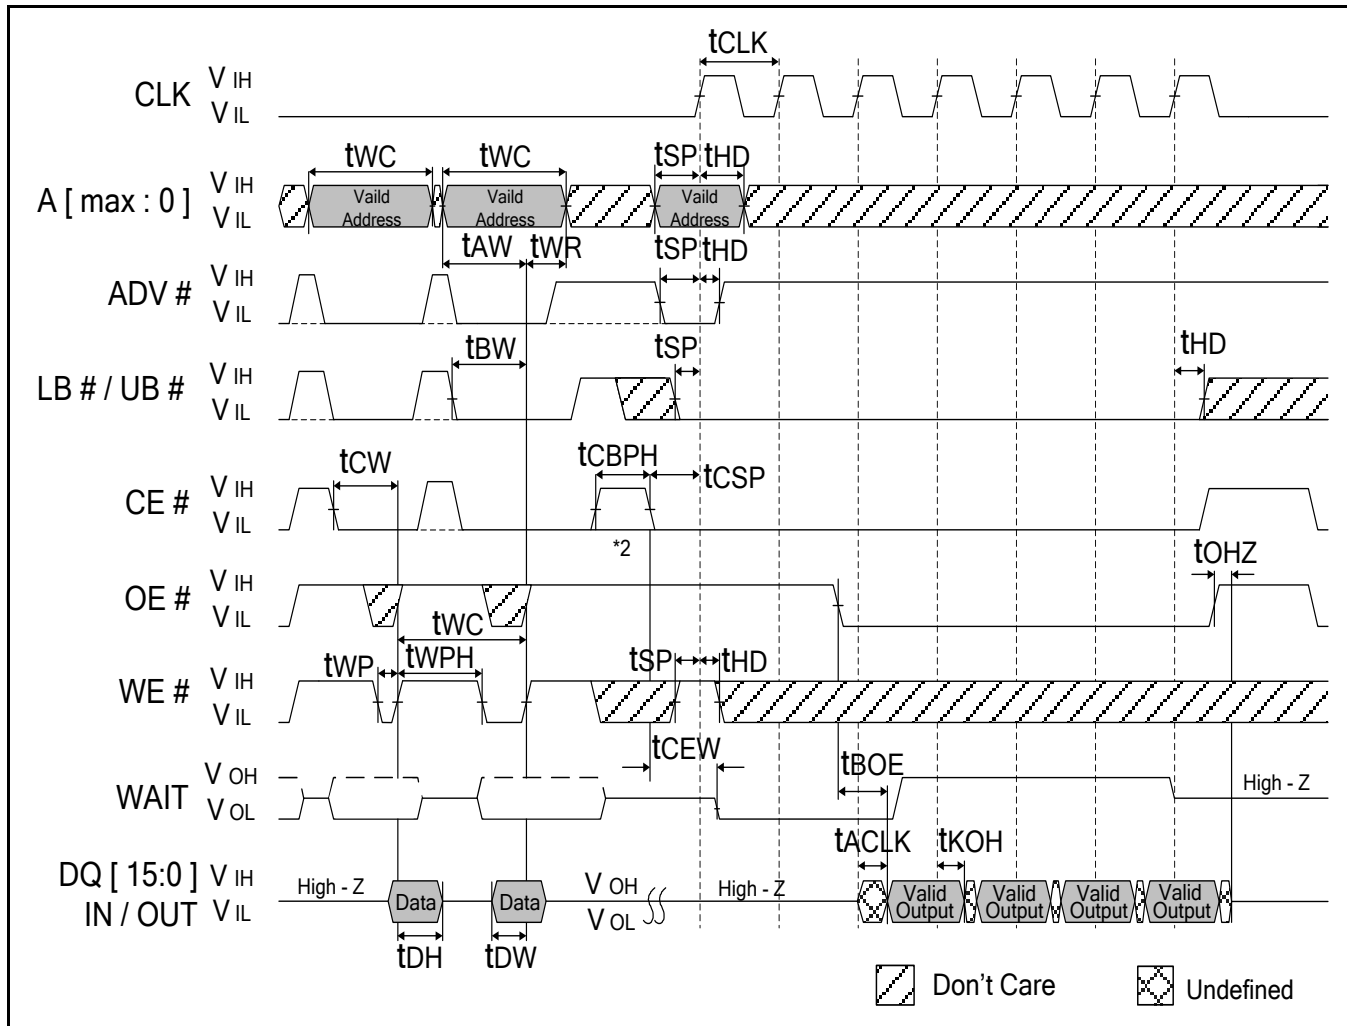 tCLK
CLK V IH
V IL
tWC tWC tSP tHD
A [ max : 0 ] V IH
V IL
Vaild Address Vaild Address Vaild Address
tAW tWR tSP tHD
ADV # V IH
V IL
tBW tSP tHD
LB # / UB # V IH
V IL
tCW tCBPH tCSP
CE # V IH
V IL
*2
tOHZ
OE # V IH
V IL
tWC
tWP tWPH tSP tHD
WE # V IH
V IL
tCEW tBOE
WAIT V OH
V OL
High - Z
tACLK tKOH
DQ [ 15:0 ] V IH
IN / OUT V IL
High - Z Data Data V OH
V OL
High - Z Valid Output Valid Output Valid Output Valid Output
tDH tDW
Don't Care Undefined